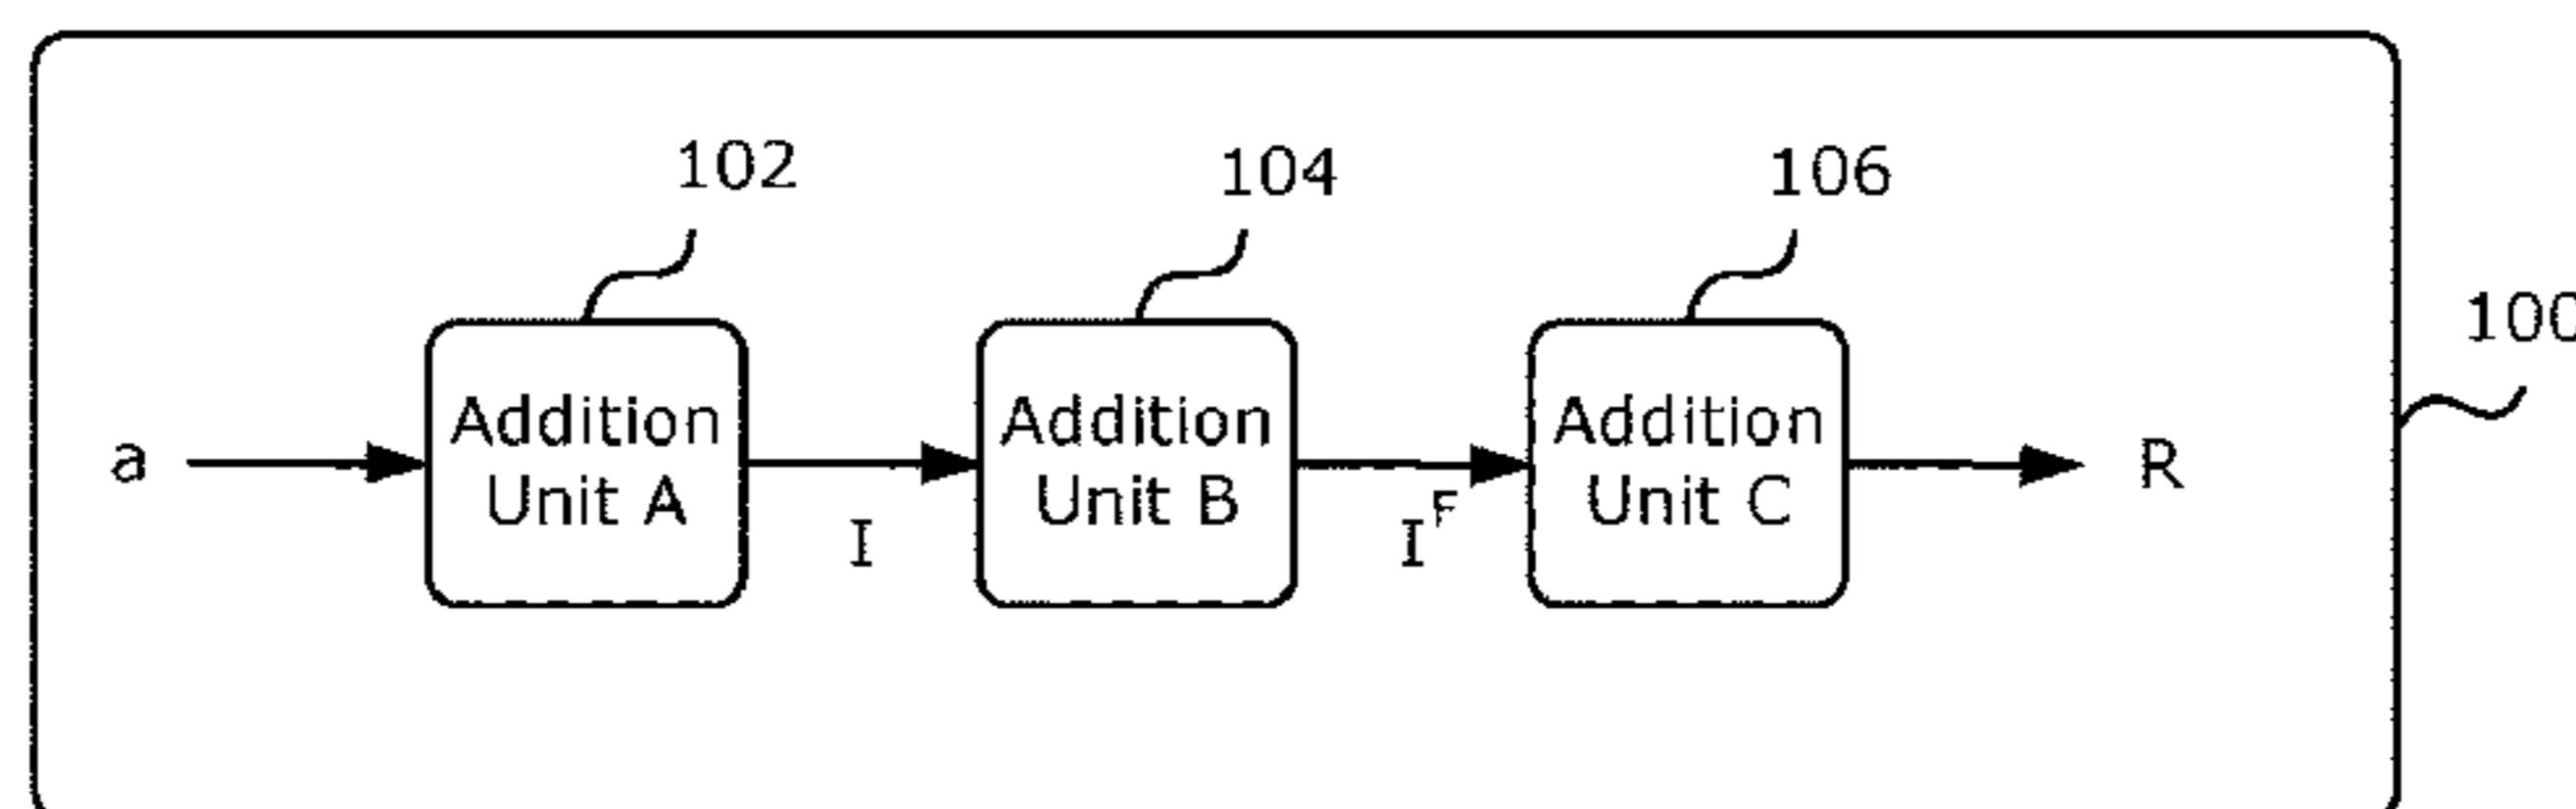 102
104
106
100
a
Addition
Unit A
I
Addition
Unit B
I^F
Addition
Unit C
R